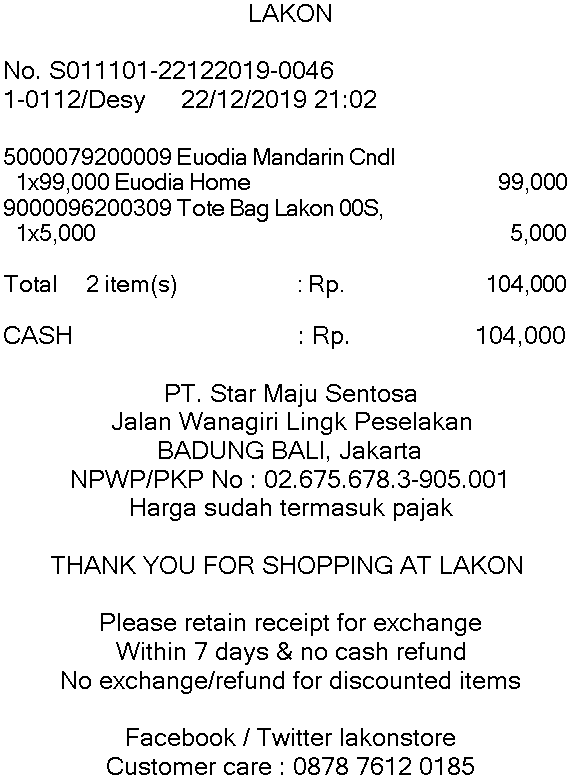 LAKON
No. S011101-22122019-0046
1-0112/Desy 22/12/2019 21:02
5000079200009 Euodia Mandarin Cndl
1x99,000 Euodia Home 99,000
9000096200309 Tote Bag Lakon 00S,
1x5,000 5,000
Total 2 item(s) : Rp. 104,000
CASH : Rp. 104,000
PT. Star Maju Sentosa
Jalan Wanagiri Lingk Peselakan
BADUNG BALI, Jakarta
NPWP/PKP No : 02.675.678.3-905.001
Harga sudah termasuk pajak
THANK YOU FOR SHOPPING AT LAKON
Please retain receipt for exchange
Within 7 days & no cash refund
No exchange/refund for discounted items
Facebook / Twitter lakonstore
Customer care : 0878 7612 0185